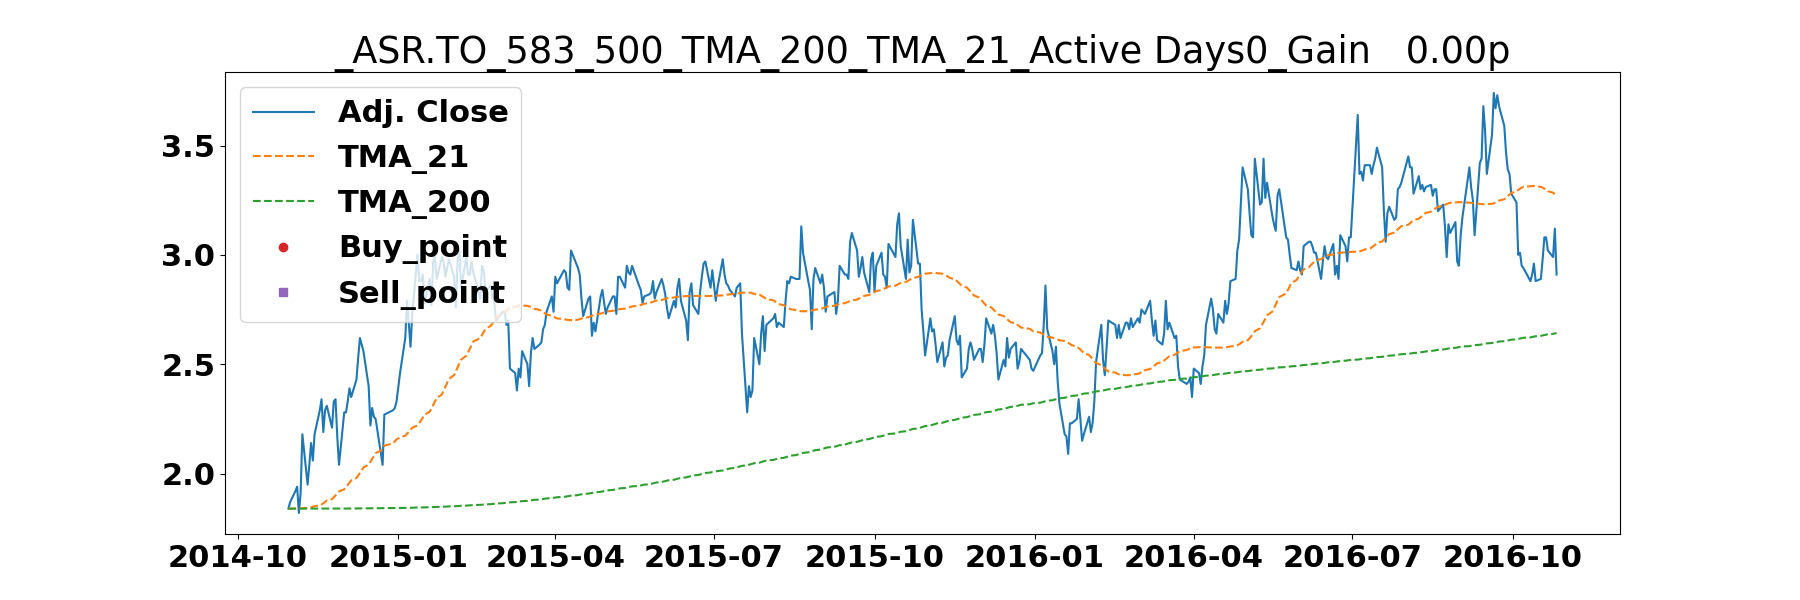 _ASR.TO_583_500_TMA_200_TMA_21_Active Days0_Gain   0.00p
Adj. Close
TMA_21
TMA_200
Buy_point
Sell_point
3.5
3.0
2.5
2.0
2014-10 2015-01 2015-04 2015-07 2015-10 2016-01 2016-04 2016-07 2016-10